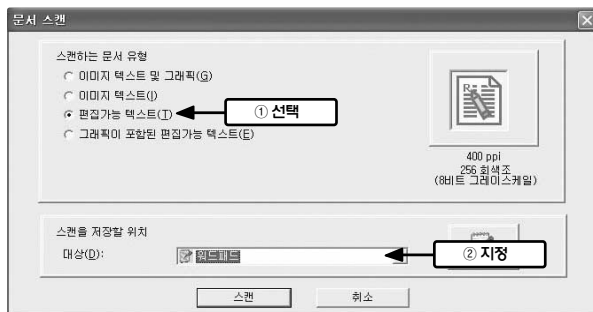 문서 스캔
스캔하는 문서 유형
이미지 텍스트 및 그래픽(G)
이미지 텍스트(I)
편집가능 텍스트(T)
① 선택
그래픽이 포함된 편집가능 텍스트(E)
400 ppi
256 회색조
(8비트 그레이스케일)
스캔을 저장할 위치
대상(D):
워드패드
② 지정
스캔
취소